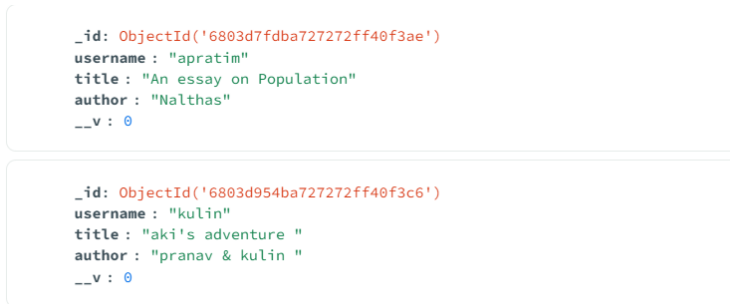 _id: ObjectId('6803d7fdba727272ff40f3ae')
username : "apratim"
title : "An essay on Population"
author : "Nalthas"
__v : 0
_id: ObjectId('6803d954ba727272ff40f3c6')
username : "kulin"
title : "aki's adventure "
author : "pranav & kulin "
__v : 0